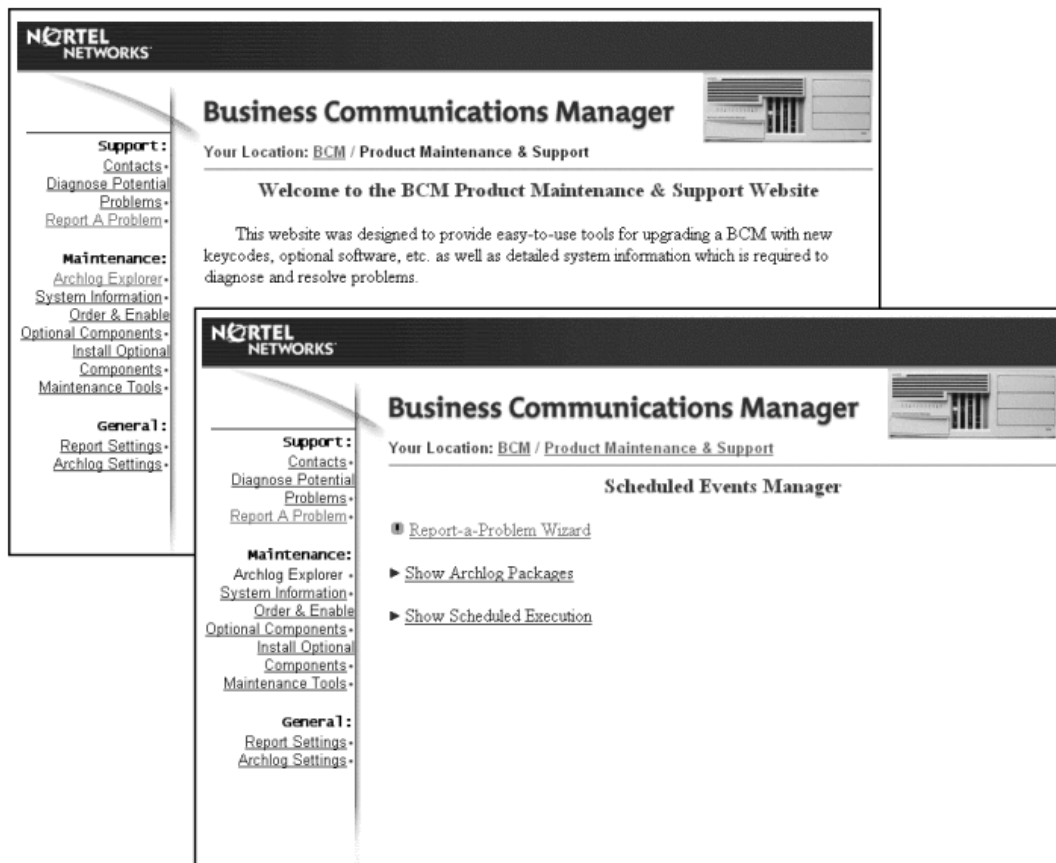 NORTEL
NETWORKS
Business Communications Manager
Your Location: BCM / Product Maintenance & Support
Support:
Contacts
Diagnose Potential
Problems
Report A Problem
Maintenance:
Archlog Explorer
System Information
Order & Enable
Optional Components
Install Optional
Components
Maintenance Tools
General:
Report Settings
Archlog Settings
Welcome to the BCM Product Maintenance & Support Website
This website was designed to provide easy-to-use tools for upgrading a BCM with new
keycodes, optional software, etc. as well as detailed system information which is required to
diagnose and resolve problems.
NORTEL
NETWORKS
Business Communications Manager
Your Location: BCM / Product Maintenance & Support
Support:
Contacts
Diagnose Potential
Problems
Report A Problem
Maintenance:
Archlog Explorer
System Information
Order & Enable
Optional Components
Install Optional
Components
Maintenance Tools
General:
Report Settings
Archlog Settings
Scheduled Events Manager
Report-a-Problem Wizard
Show Archlog Packages
Show Scheduled Execution